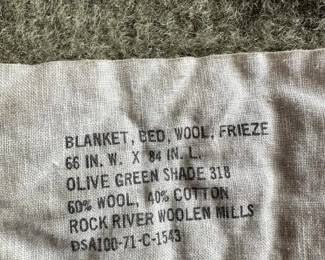 BLANKET, BED, WOOL, FRIEZE
66 IN. W. X 84 IN. L.
OLIVE GREEN SHADE 318
60% WOOL, 40% COTTON
ROCK RIVER WOOLEN MILLS
DSA100-71-C-1543